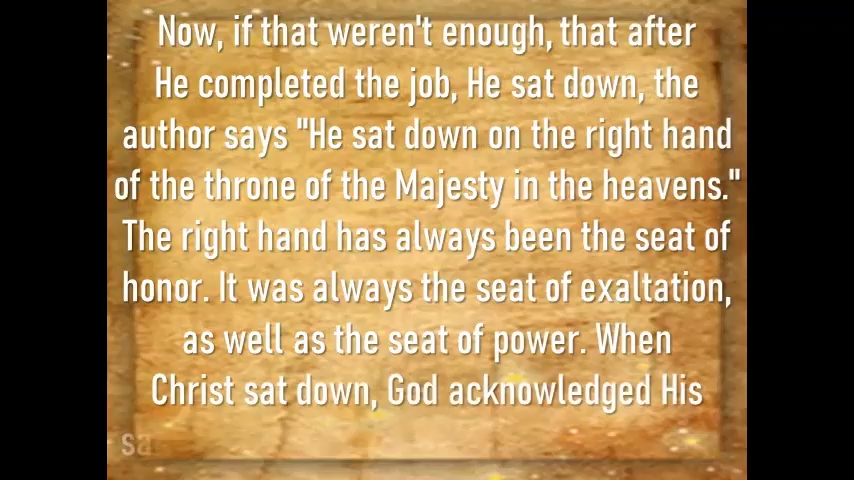 Now, if that weren't enough, that after
He completed the job, He sat down, the
author says "He sat down on the right hand
of the throne of the Majesty in the heavens."
The right hand has always been the seat of
honor. It was always the seat of exaltation,
as well as the seat of power. When
Christ sat down, God acknowledged His
sa